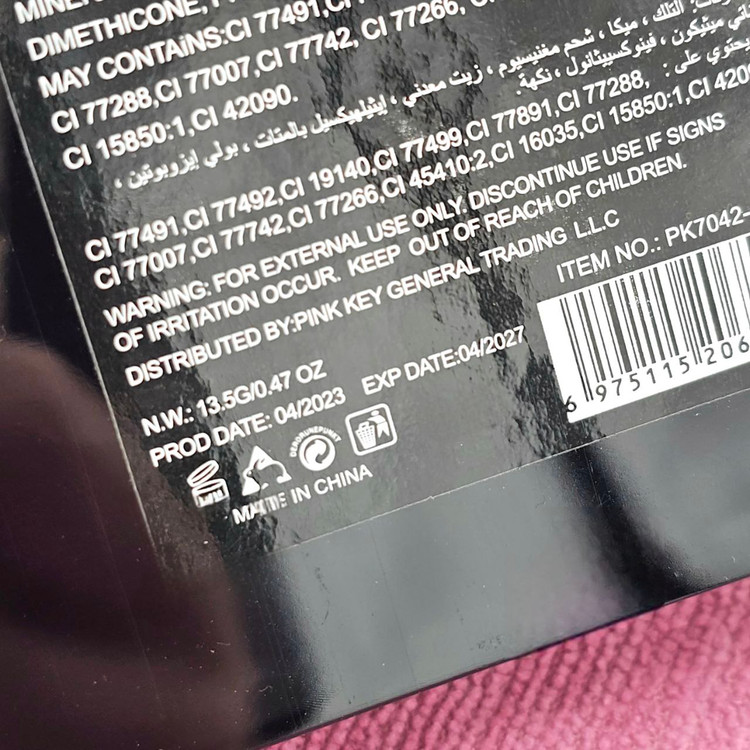 DIMETHICONE,
MAY CONTAINS:CI 77491,
CI 77288,CI 77007,CI 77742, CI 77266,
CI 15850:1,CI 42090.
التلك ، ميكا ، شحم مغنيسيوم ، زيت معدني ، إيثيلهيكسيل بالمتات ، بولي إيزوبوتين ،
ميثيكون ، فينوكسييثانول ، نكهة.
على :
CI 77491,CI 77492,CI 19140,CI 77499,CI 77891,CI 77288,
CI 77007,CI 77742,CI 77266,CI 45410:2,CI 16035,CI 15850:1,CI
WARNING: FOR EXTERNAL USE ONLY. DISCONTINUE USE IF SIGNS
OF IRRITATION OCCUR. KEEP OUT OF REACH OF CHILDREN.
DISTRIBUTED BY:PINK KEY GENERAL TRADING L.L.C
ITEM NO.: PK7042-
N.W.: 13.5G/0.47 OZ
PROD DATE: 04/2023 EXP DATE:04/2027
6 975115 206
MADE IN CHINA